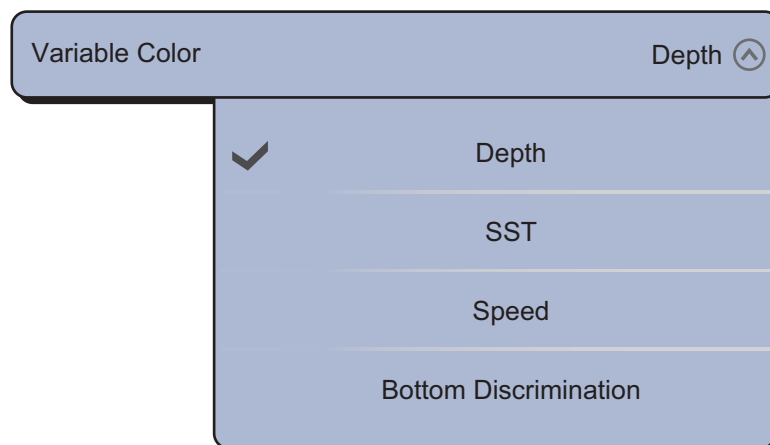 Variable Color Depth
Depth
SST
Speed
Bottom Discrimination